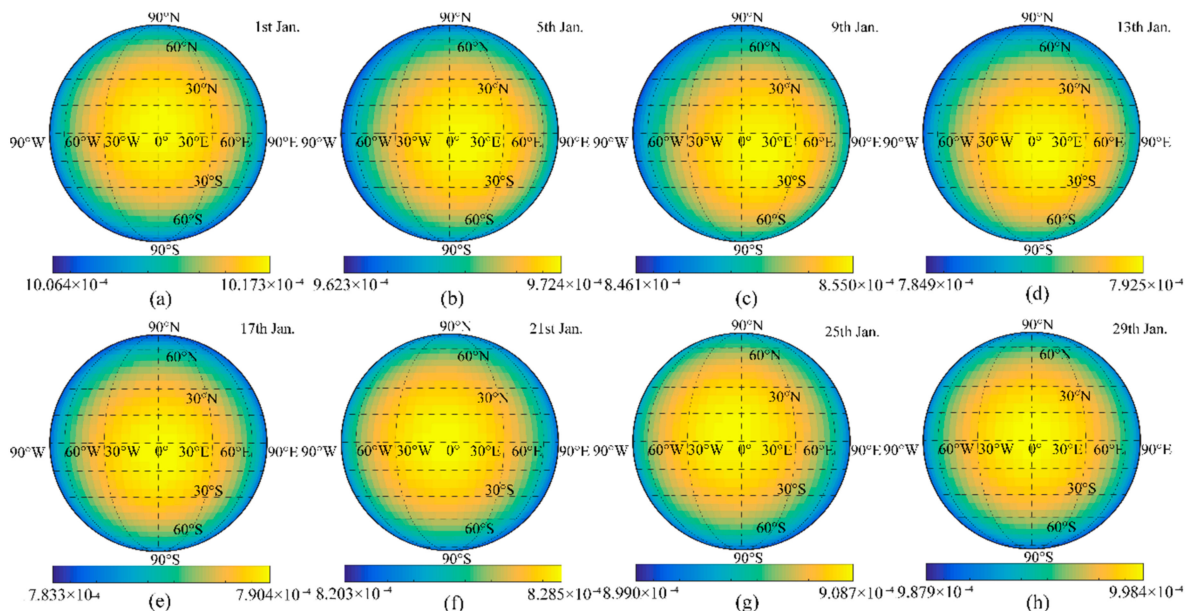 90°N 1st Jan. 90°N 5th Jan. 90°N 9th Jan. 90°N 13th Jan.
60°N 60°N 60°N 60°N
30°N 30°N 30°N 30°N
90°W 60°W 30°W 0° 30°E 60°E 90°E 90°W 60°W 30°W 0° 30°E 60°E 90°E 90°W 60°W 30°W 0° 30°E 60°E 90°E 90°W 60°W 30°W 0° 30°E 60°E 90°E
30°S 30°S 30°S 30°S
60°S 60°S 60°S 60°S
90°S 90°S 90°S 90°S
10.064×10⁻⁴ 10.173×10⁻⁴ 9.623×10⁻⁴ 9.724×10⁻⁴ 8.461×10⁻⁴ 8.550×10⁻⁴ 7.849×10⁻⁴ 7.925×10⁻⁴
(a) (b) (c) (d)
90°N 17th Jan. 90°N 21st Jan. 90°N 25th Jan. 90°N 29th Jan.
60°N 60°N 60°N 60°N
30°N 30°N 30°N 30°N
90°W 60°W 30°W 0° 30°E 60°E 90°E 90°W 60°W 30°W 0° 30°E 60°E 90°E 90°W 60°W 30°W 0° 30°E 60°E 90°E 90°W 60°W 30°W 0° 30°E 60°E 90°E
30°S 30°S 30°S 30°S
60°S 60°S 60°S 60°S
90°S 90°S 90°S 90°S
7.833×10⁻⁴ 7.904×10⁻⁴ 8.203×10⁻⁴ 8.285×10⁻⁴ 8.990×10⁻⁴ 9.087×10⁻⁴ 9.879×10⁻⁴ 9.984×10⁻⁴
(e) (f) (g) (h)